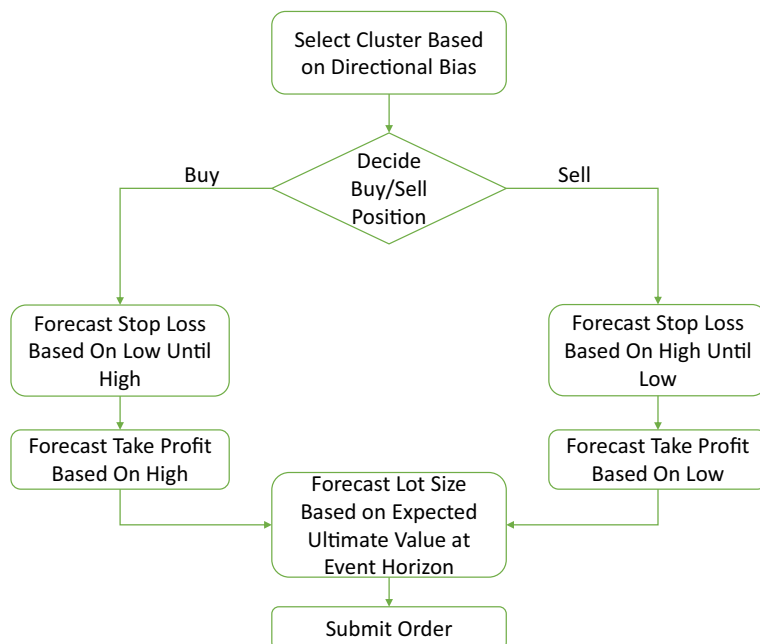 Select Cluster Based
on Directional Bias
Decide
Buy/Sell
Position
Buy
Sell
Forecast Stop Loss
Based On Low Until
High
Forecast Stop Loss
Based On High Until
Low
Forecast Take Profit
Based On High
Forecast Take Profit
Based On Low
Forecast Lot Size
Based on Expected
Ultimate Value at
Event Horizon
Submit Order